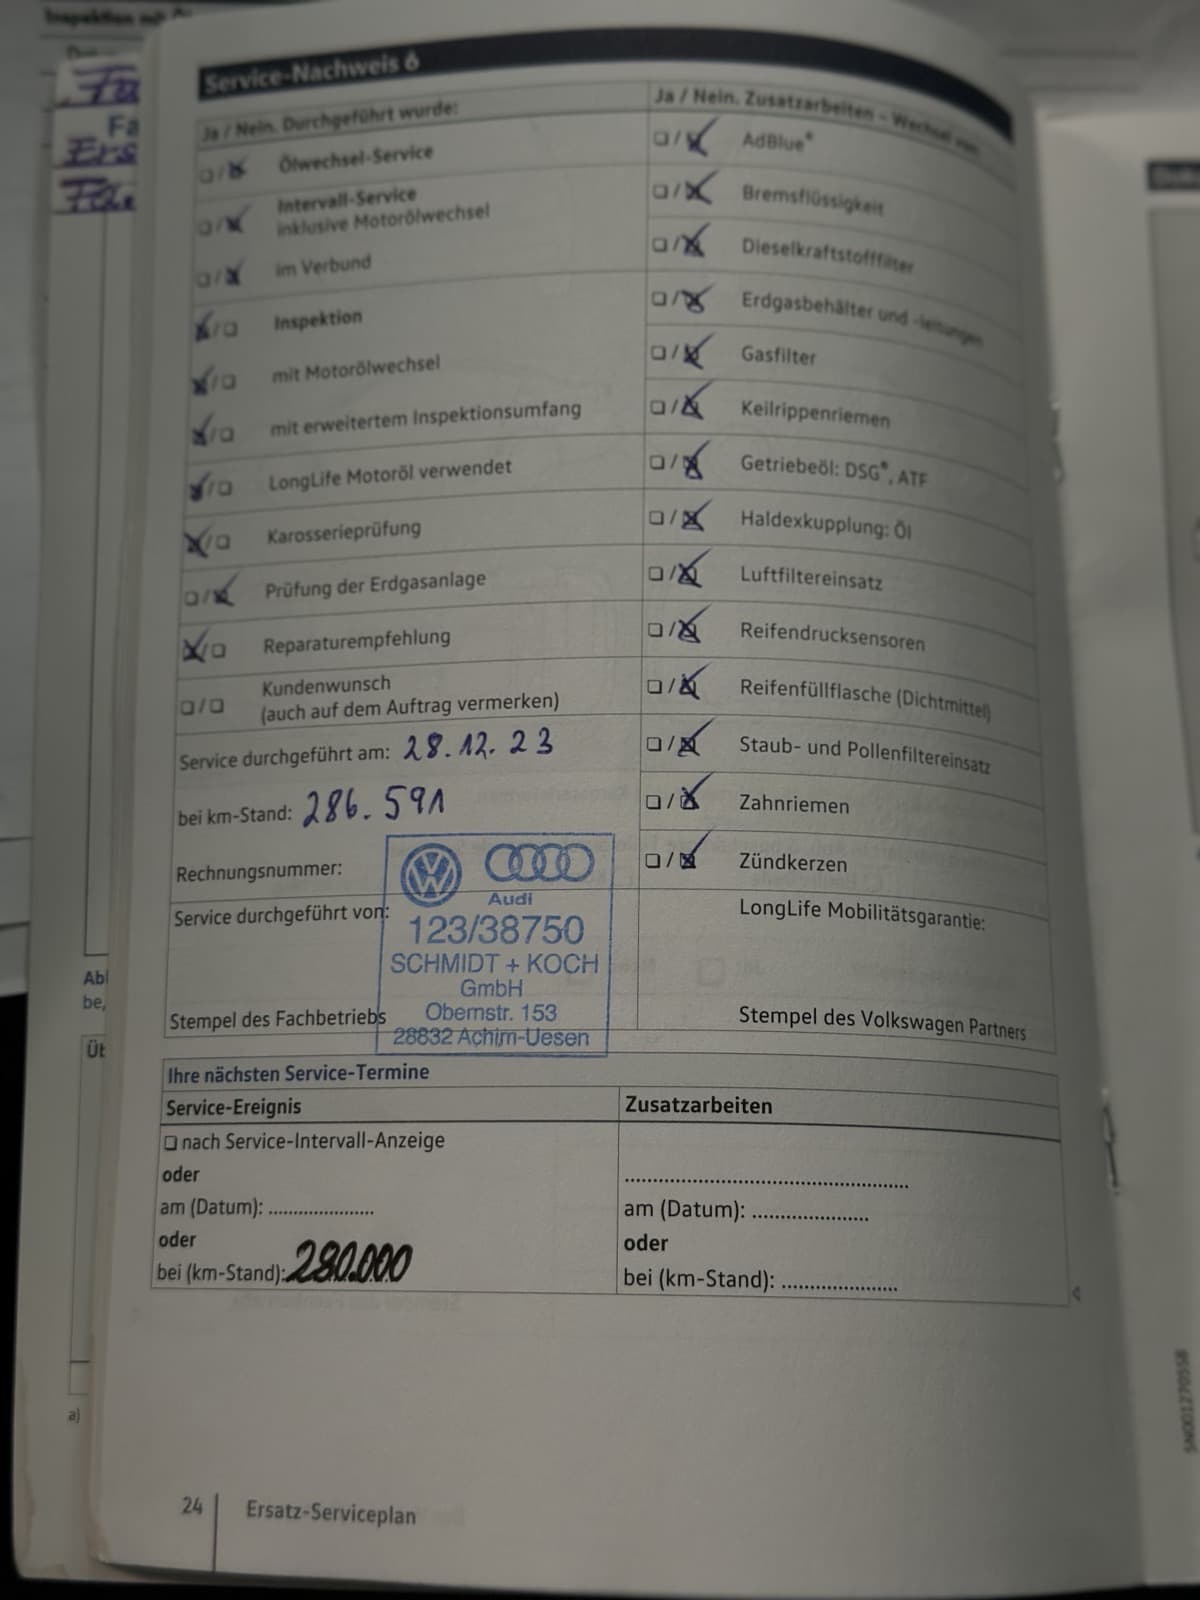 Service-Nachweis 6
Ja / Nein. Durchgeführt wurde:
Ölwechsel-Service
Intervall-Service
inklusive Motorölwechsel
im Verbund
Inspektion
mit Motorölwechsel
mit erweitertem Inspektionsumfang
LongLife Motoröl verwendet
Karosserieprüfung
Prüfung der Erdgasanlage
Reparaturempfehlung
Kundenwunsch
(auch auf dem Auftrag vermerken)
Service durchgeführt am: 28.12.23
bei km-Stand: 286.591
Rechnungsnummer:
Service durchgeführt von:
Stempel des Fachbetriebs
Audi
123/38750
SCHMIDT + KOCH
GmbH
Obernstr. 153
28832 Achim-Uesen
Ja / Nein. Zusatzarbeiten – Wechsel von:
AdBlue®
Bremsflüssigkeit
Dieselkraftstofffilter
Erdgasbehälter und -leitungen
Gasfilter
Keilrippenriemen
Getriebeöl: DSG®, ATF
Haldexkupplung: Öl
Luftfiltereinsatz
Reifendrucksensoren
Reifenfüllflasche (Dichtmittel)
Staub- und Pollenfiltereinsatz
Zahnriemen
Zündkerzen
LongLife Mobilitätsgarantie:
Stempel des Volkswagen Partners
Ihre nächsten Service-Termine
Service-Ereignis
nach Service-Intervall-Anzeige
oder
am (Datum): .....................
oder
bei (km-Stand): 280.000
Zusatzarbeiten
am (Datum): .....................
oder
bei (km-Stand): .....................
24
Ersatz-Serviceplan
Abl
be,
Üb
a)
SN00127055B